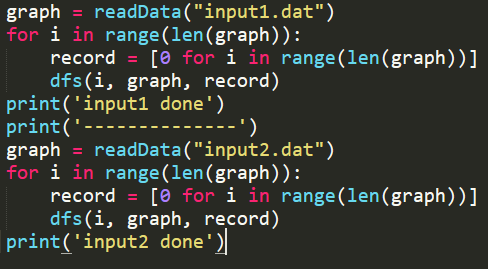 graph = readData("input1.dat")
for i in range(len(graph)):
    record = [0 for i in range(len(graph))]
    dfs(i, graph, record)
print('input1 done')
print('--------------')
graph = readData("input2.dat")
for i in range(len(graph)):
    record = [0 for i in range(len(graph))]
    dfs(i, graph, record)
print('input2 done')